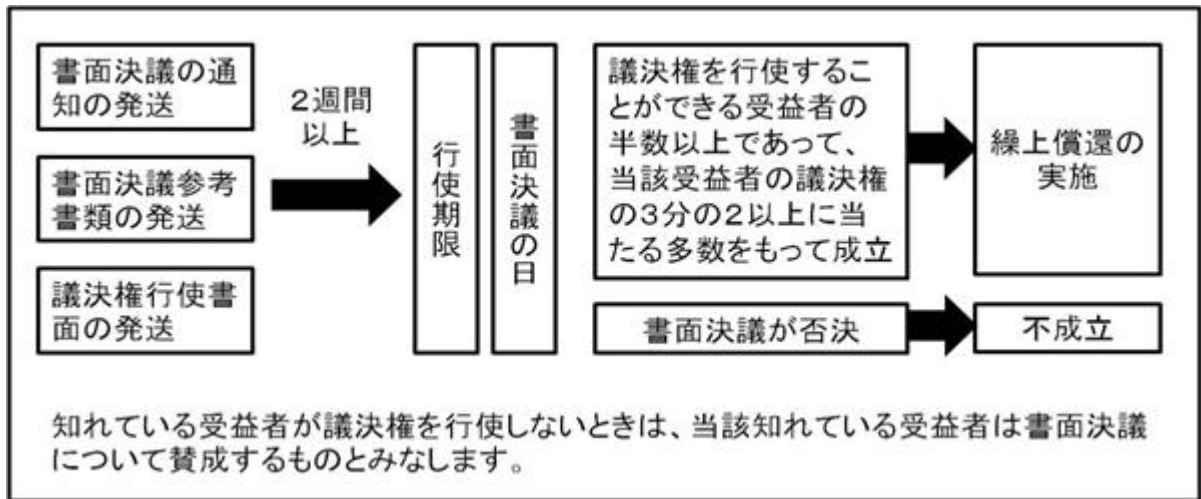 書面決議の通
知の発送
書面決議参考
書類の発送
議決権行使書
面の発送
2週間
以上
行使期限
書面決議の日
議決権を行使するこ
とができる受益者の
半数以上であって、
当該受益者の議決権
の3分の2以上に当
たる多数をもって成立
繰上償還の
実施
書面決議が否決
不成立
知れている受益者が議決権を行使しないときは、当該知れている受益者は書面決議
について賛成するものとみなします。